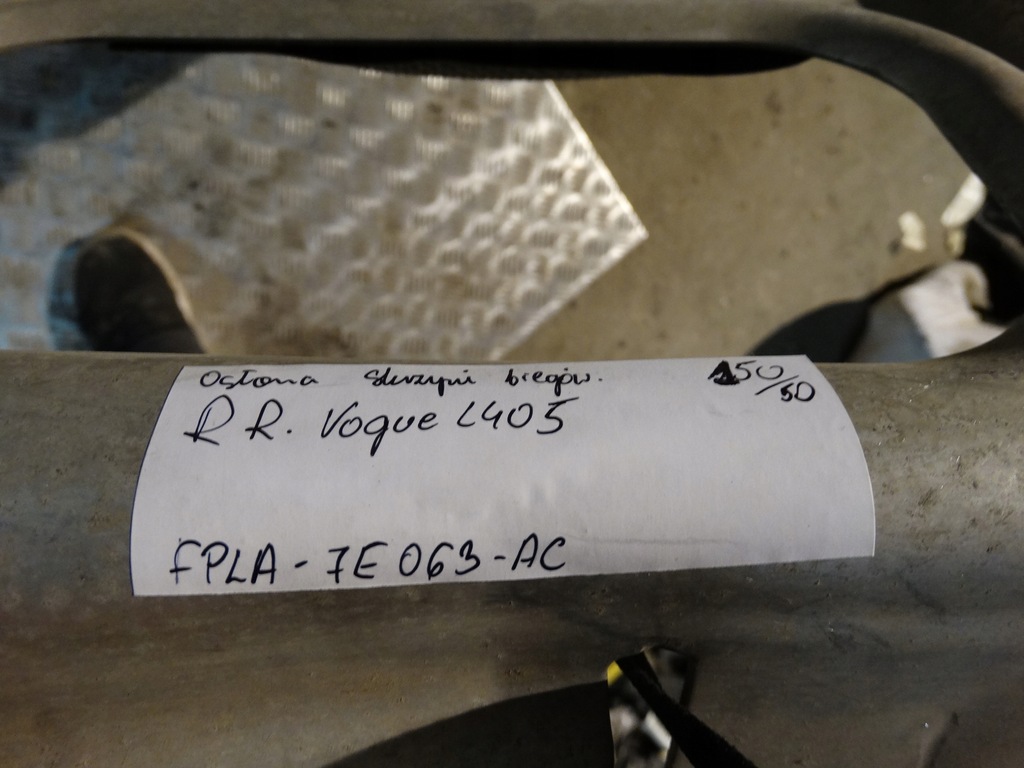 Osłona skrzyni biegów. 150/50
R R. Vogue L405
FPLA-7E063-AC